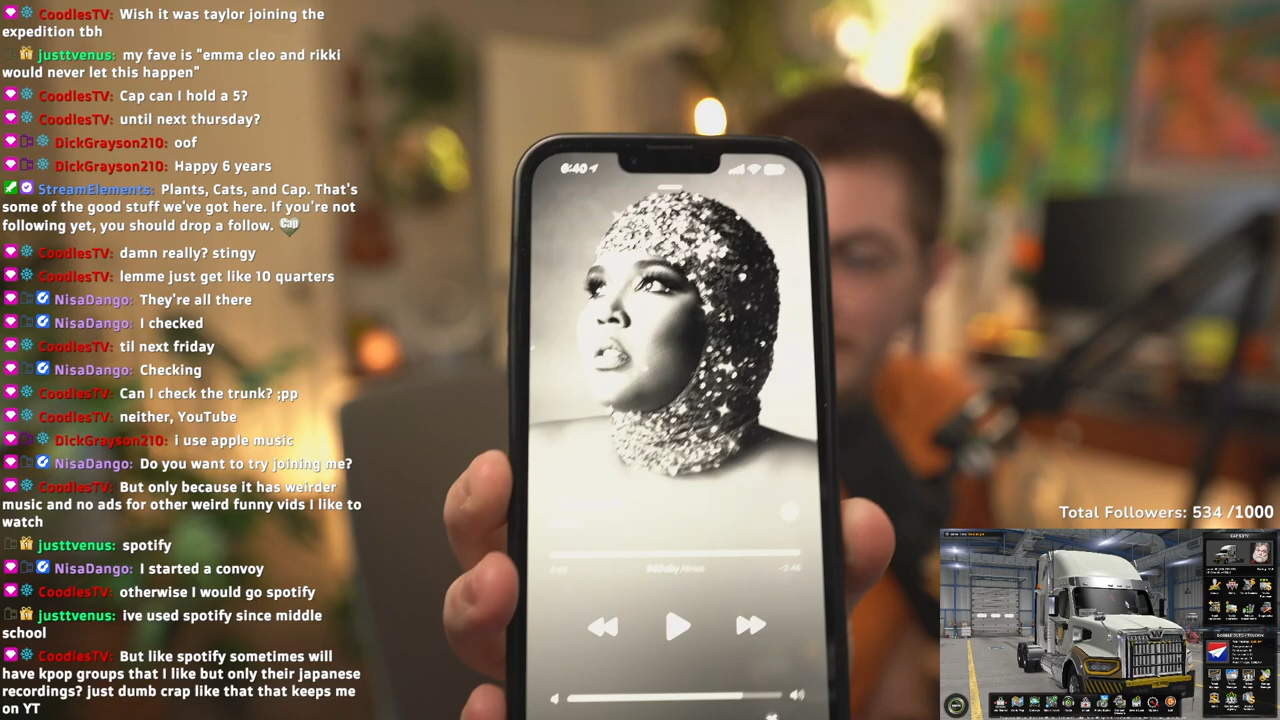 CoodlesTV: Wish it was taylor joining the
expedition tbh
justtvenus: my fave is "emma cleo and rikki
would never let this happen"
CoodlesTV: Cap can I hold a 5?
CoodlesTV: until next thursday?
DickGrayson210: oof
DickGrayson210: Happy 6 years
StreamElements: Plants, Cats, and Cap. That's
some of the good stuff we've got here. If you're not
following yet, you should drop a follow. Cap
CoodlesTV: damn really? stingy
CoodlesTV: lemme just get like 10 quarters
NisaDango: They're all there
NisaDango: I checked
CoodlesTV: til next friday
NisaDango: Checking
CoodlesTV: Can I check the trunk? ;pp
CoodlesTV: neither, YouTube
DickGrayson210: i use apple music
NisaDango: Do you want to try joining me?
CoodlesTV: But only because it has weirder
music and no ads for other weird funny vids I like to
watch
justtvenus: spotify
NisaDango: I started a convoy
CoodlesTV: otherwise I would go spotify
justtvenus: ive used spotify since middle
school
CoodlesTV: But like spotify sometimes will
have kpop groups that I like but only their japanese
recordings? just dumb crap like that that keeps me
on YT
6:40
Dolby Atmos
Total Followers: 534 /1000